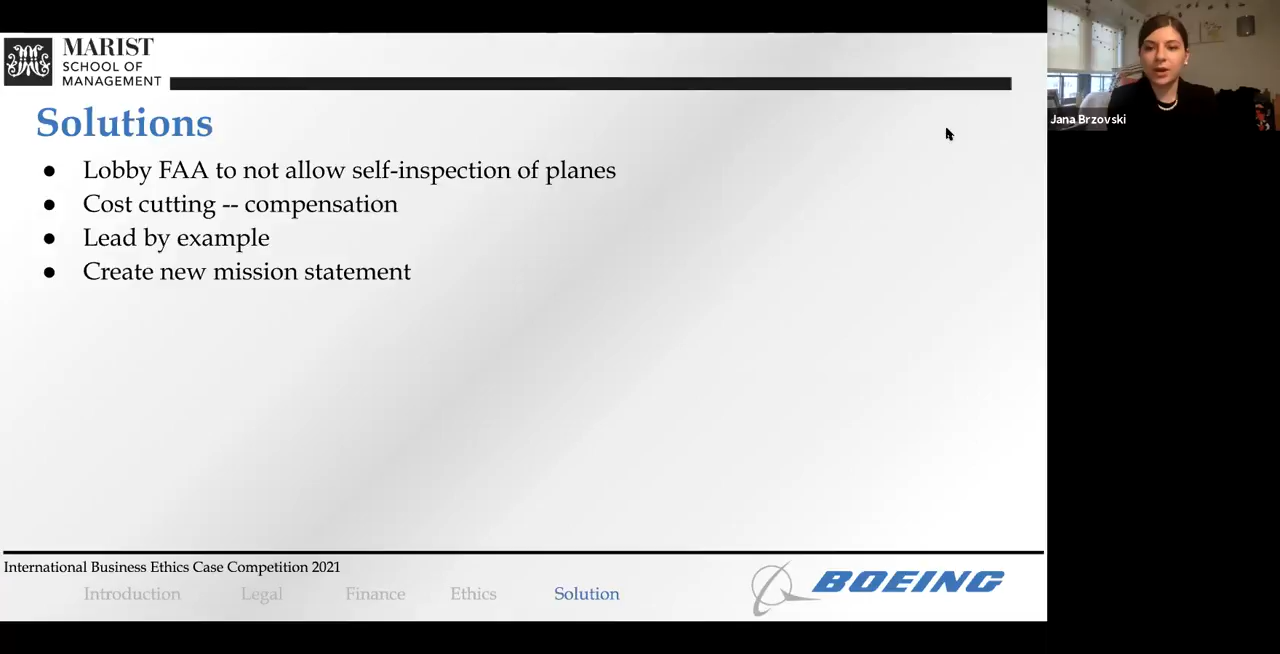 MARIST
SCHOOL OF
MANAGEMENT
Solutions
● Lobby FAA to not allow self-inspection of planes
● Cost cutting -- compensation
● Lead by example
● Create new mission statement
International Business Ethics Case Competition 2021
Introduction Legal Finance Ethics Solution
BOEING
Jana Brzovski